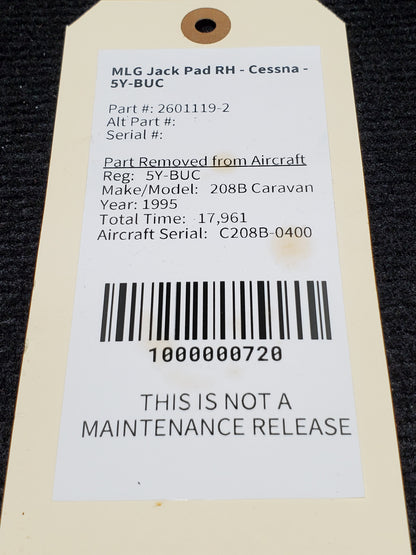 MLG Jack Pad RH - Cessna -
5Y-BUC
Part #: 2601119-2
Alt Part #:
Serial #:
Part Removed from Aircraft
Reg: 5Y-BUC
Make/Model: 208B Caravan
Year: 1995
Total Time: 17,961
Aircraft Serial: C208B-0400
1000000720
THIS IS NOT A
MAINTENANCE RELEASE